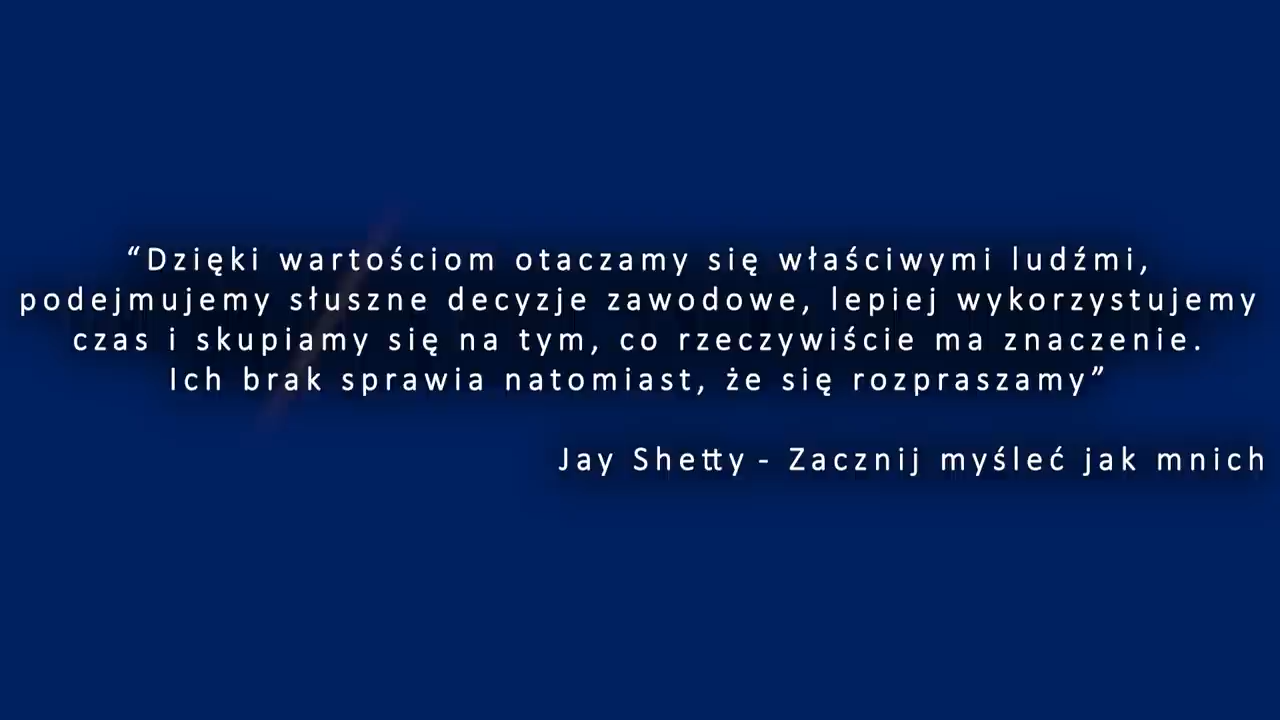 “Dzięki wartościom otaczamy się właściwymi ludźmi,
podejmujemy słuszne decyzje zawodowe, lepiej wykorzystujemy
czas i skupiamy się na tym, co rzeczywiście ma znaczenie.
Ich brak sprawia natomiast, że się rozpraszamy”
Jay Shetty - Zacznij myśleć jak mnich